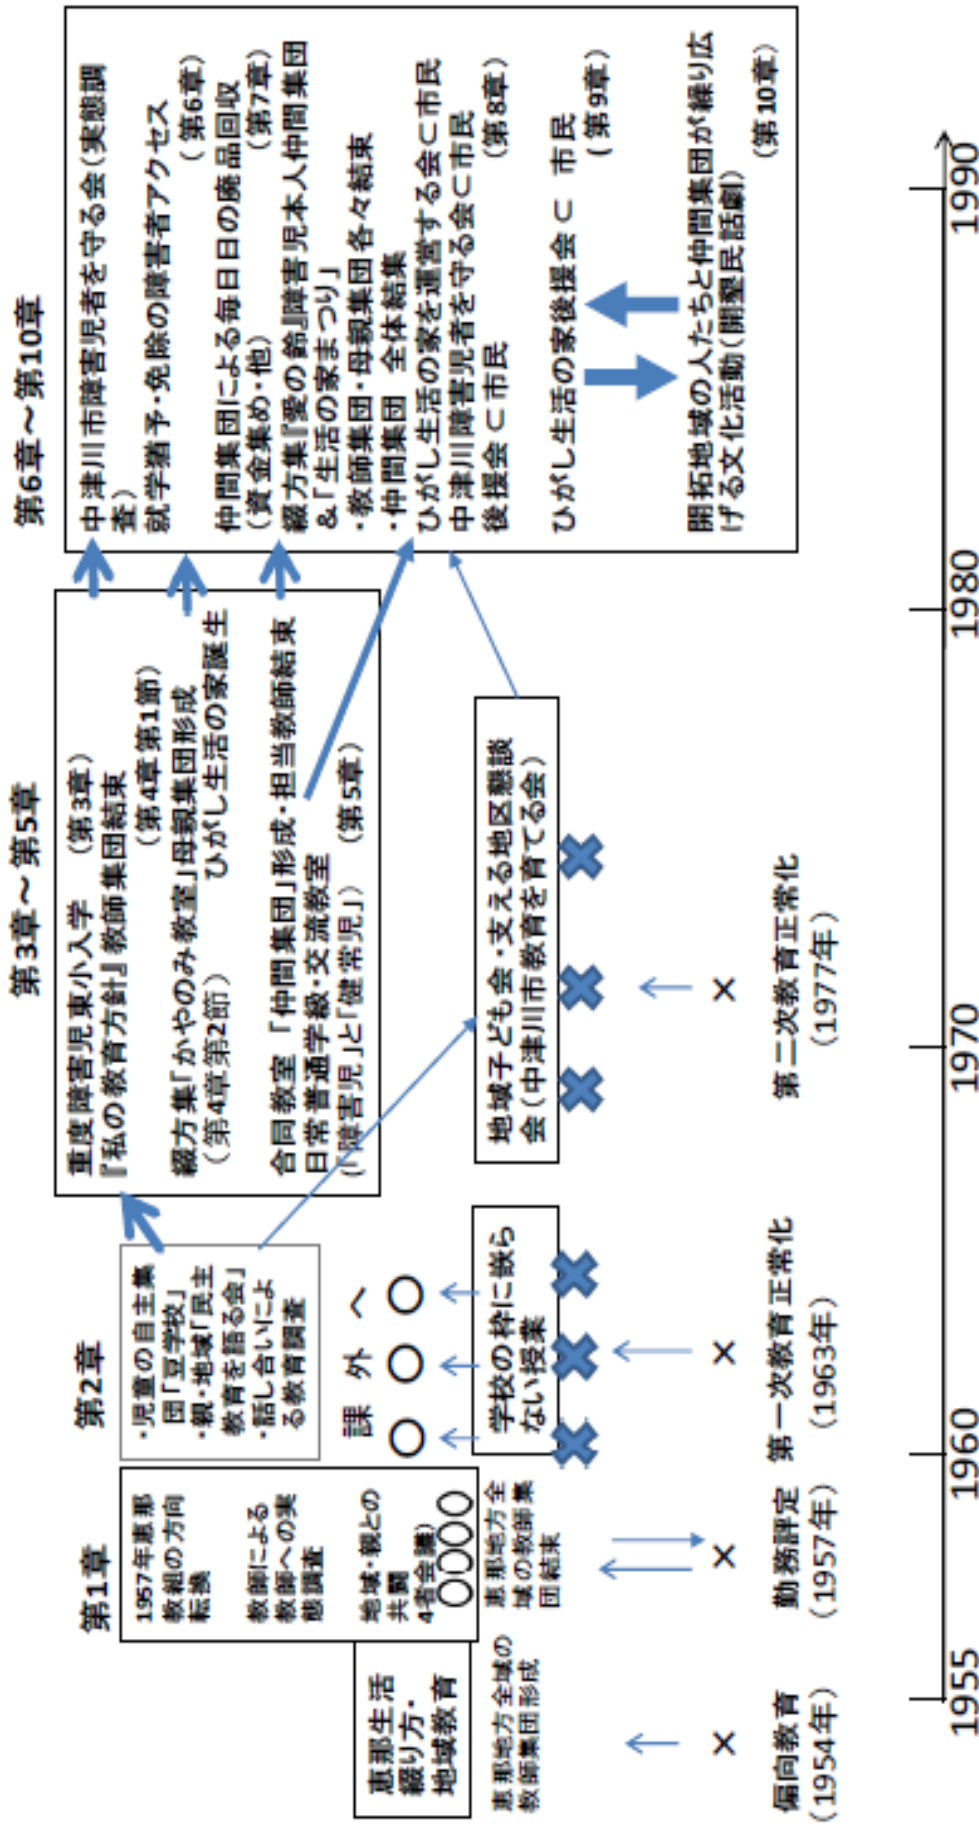 第1章
第2章
第3章～第5章
第6章～第10章
恵那生活
綴り方・
地域教育
1957年恵那
教組の方向
転換
教師による
教師への実
態調査
地域・親との
共闘
4者会議)
○○○○
恵那地方全域の
教師集団形成
恵那地方全
域の教師集
団結束
・児童の自主集
団「豆学校」
・親・地域「民主
教育を語る会」
・話し合いによ
る教育調査
課 外 へ
○ ○ ○
学校の枠に嵌ら
ない授業
重度障害児東小入学 (第3章)
『私の教育方針』教師集団結束
(第4章第1節)
綴方集「かやのみ教室」母親集団形成
(第4章第2節) ひがし生活の家誕生
合同教室 「仲間集団」形成・担当教師結束
日常普通学級・交流教室
(「障害児」と「健常児」) (第5章)
地域子ども会・支える地区懇談
会(中津川市教育を育てる会)
中津川市障害児者を守る会(実態調
査)
就学猶予・免除の障害者アクセス
(第6章)
仲間集団による毎日日の廃品回収
(資金集め・他) (第7章)
綴方集『愛の鈴』障害児本人仲間集団
&「生活の家まつり」
・教師集団・母親集団各々結束
・仲間集団 全体結集
ひがし生活の家を運営する会⊂市民
中津川障害児者を守る会⊂市民
後援会⊂市民 (第8章)
ひがし生活の家後援会⊂ 市民
(第9章)
開拓地域の人たちと仲間集団が繰り広
げる文化活動(開墾民話劇)
(第10章)
× × × ×
偏向教育
(1954年)
勤務評定
(1957年)
第一次教育正常化
(1963年)
第二次教育正常化
(1977年)
1955 1960 1970 1980 1990